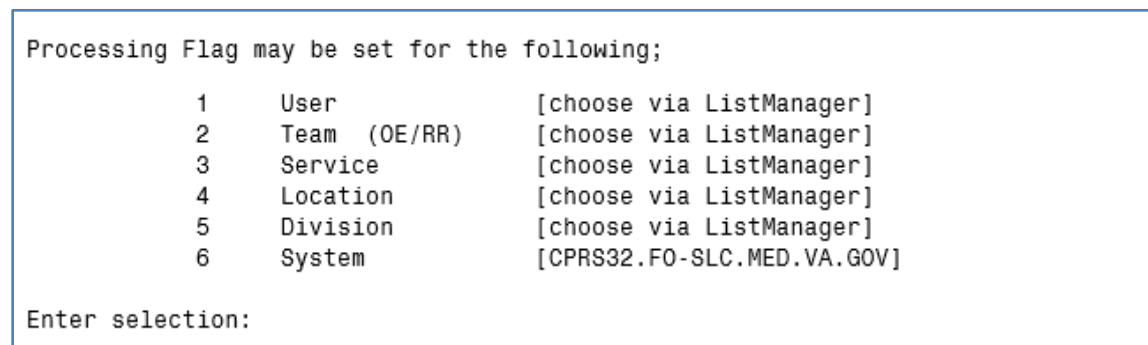 Processing Flag may be set for the following;
1 User [choose via ListManager]
2 Team (OE/RR) [choose via ListManager]
3 Service [choose via ListManager]
4 Location [choose via ListManager]
5 Division [choose via ListManager]
6 System [CPRS32.FO-SLC.MED.VA.GOV]
Enter selection: